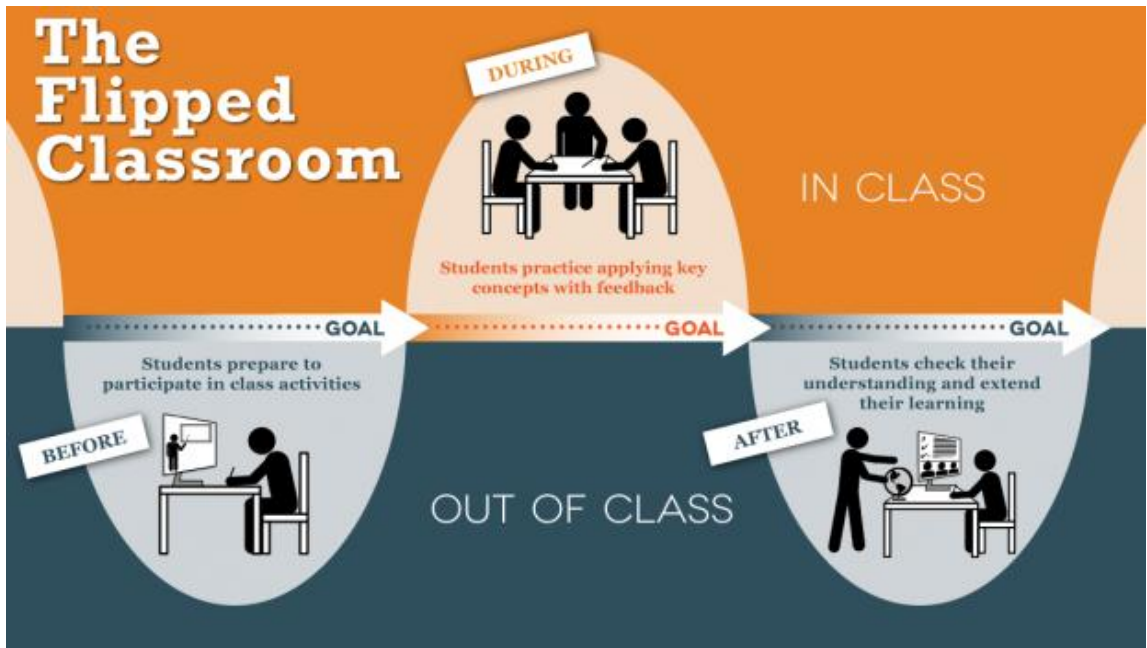 The
Flipped
Classroom
DURING
IN CLASS
Students practice applying key
concepts with feedback
GOAL
GOAL
GOAL
Students prepare to
participate in class activities
BEFORE
OUT OF CLASS
Students check their
understanding and extend
their learning
AFTER